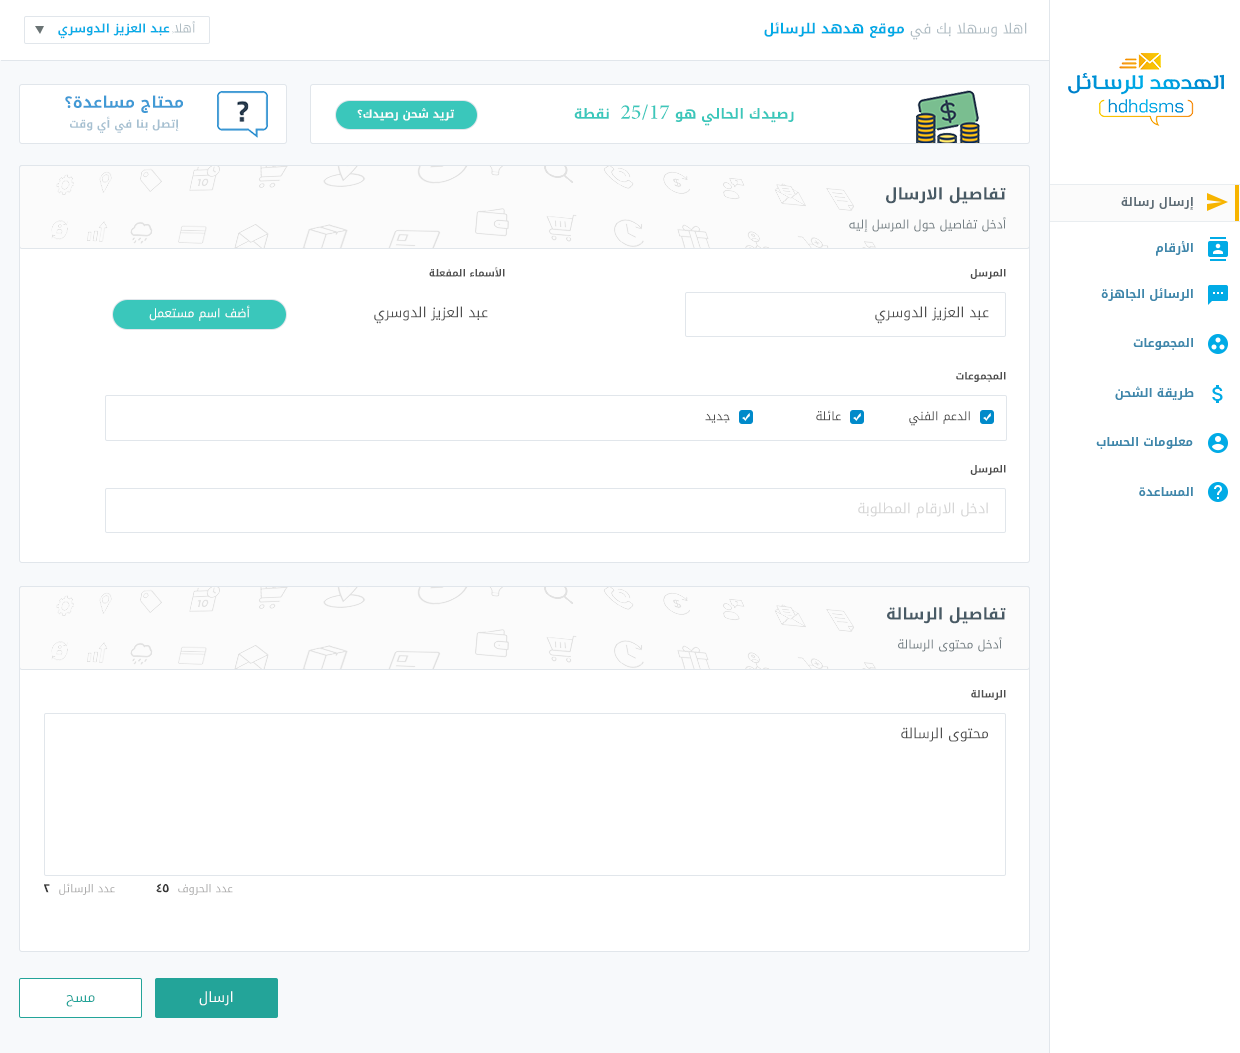 الهدهد للرسائل
hdhdsms
إرسال رسالة
الأرقام
الرسائل الجاهزة
المجموعات
طريقة الشحن
معلومات الحساب
المساعدة
اهلا وسهلا بك في موقع هدهد للرسائل
أهلا: عبد العزيز الدوسري
رصيدك الحالي هو 25/17 نقطة
تريد شحن رصيدك؟
محتاج مساعدة؟
إتصل بنا في أي وقت
تفاصيل الارسال
أدخل تفاصيل حول المرسل إليه
المرسل
الأسماء المفعلة
عبد العزيز الدوسري
عبد العزيز الدوسري
أضف اسم مستعمل
المجموعات
الدعم الفني
عائلة
جديد
المرسل
ادخل الارقام المطلوبة
تفاصيل الرسالة
أدخل محتوى الرسالة
الرسالة
محتوى الرسالة
عدد الحروف ٤٥
عدد الرسائل ٢
ارسال
مسح